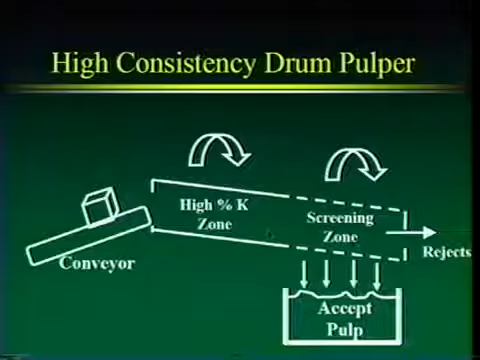 High Consistency Drum Pulper
High % K
Zone
Screening
Zone
Conveyor
Rejects
Accept
Pulp